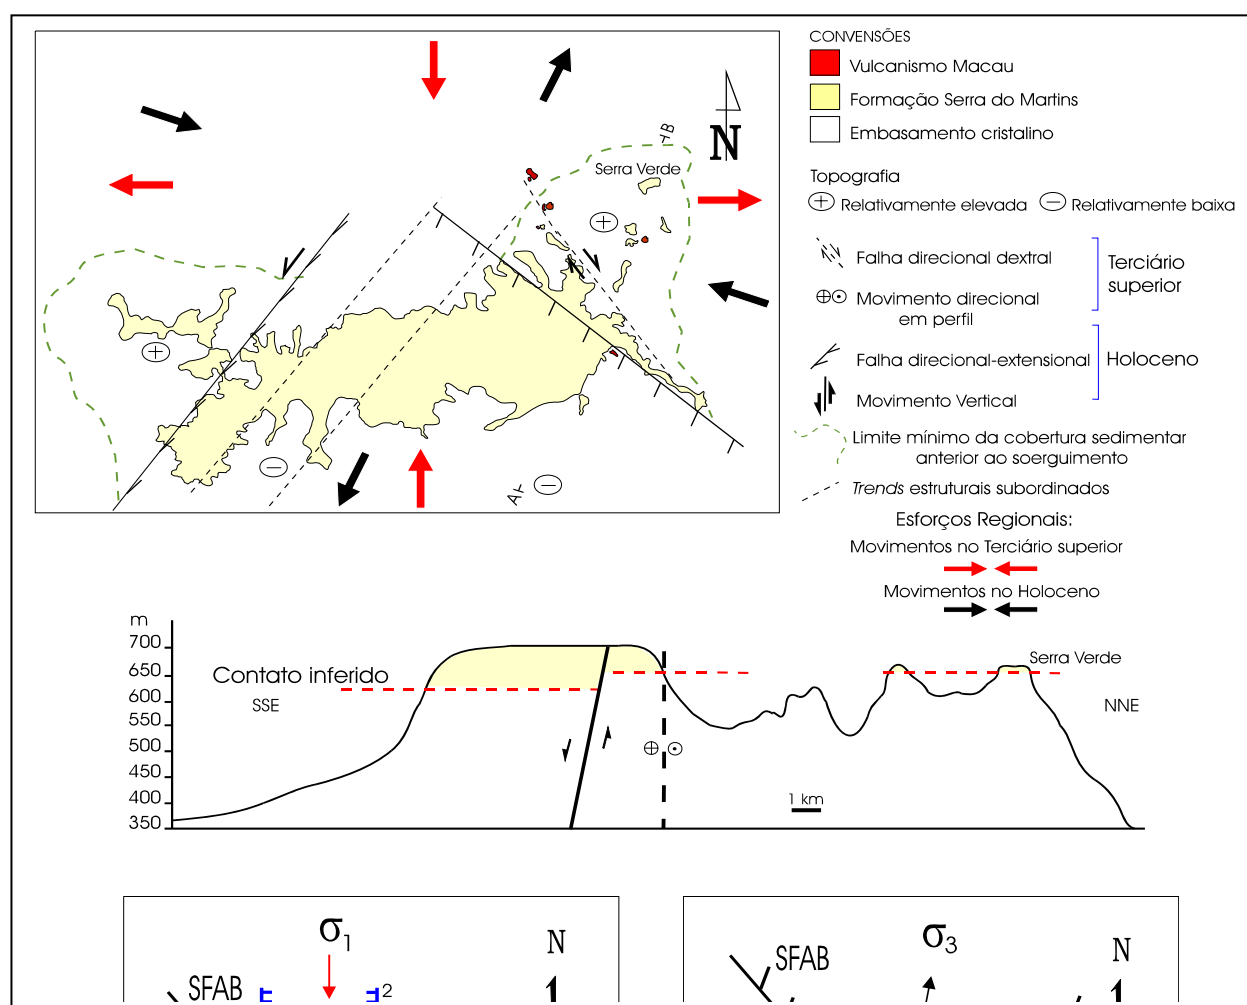 CONVENSÕES
Vulcanismo Macau
Formação Serra do Martins
Embasamento cristalino
Topografia
Relativamente elevada
Relativamente baixa
Falha direcional dextral
Movimento direcional
em perfil
Terciário
superior
Falha direcional-extensional
Movimento Vertical
Holoceno
Limite mínimo da cobertura sedimentar
anterior ao soerguimento
Trends estruturais subordinados
Esforços Regionais:
Movimentos no Terciário superior
Movimentos no Holoceno
B
N
Serra Verde
A
m
700
650
600
550
500
450
400
350
Contato inferido
SSE
Serra Verde
NNE
1 km
σ1
N
SFAB
2
σ3
N
SFAB